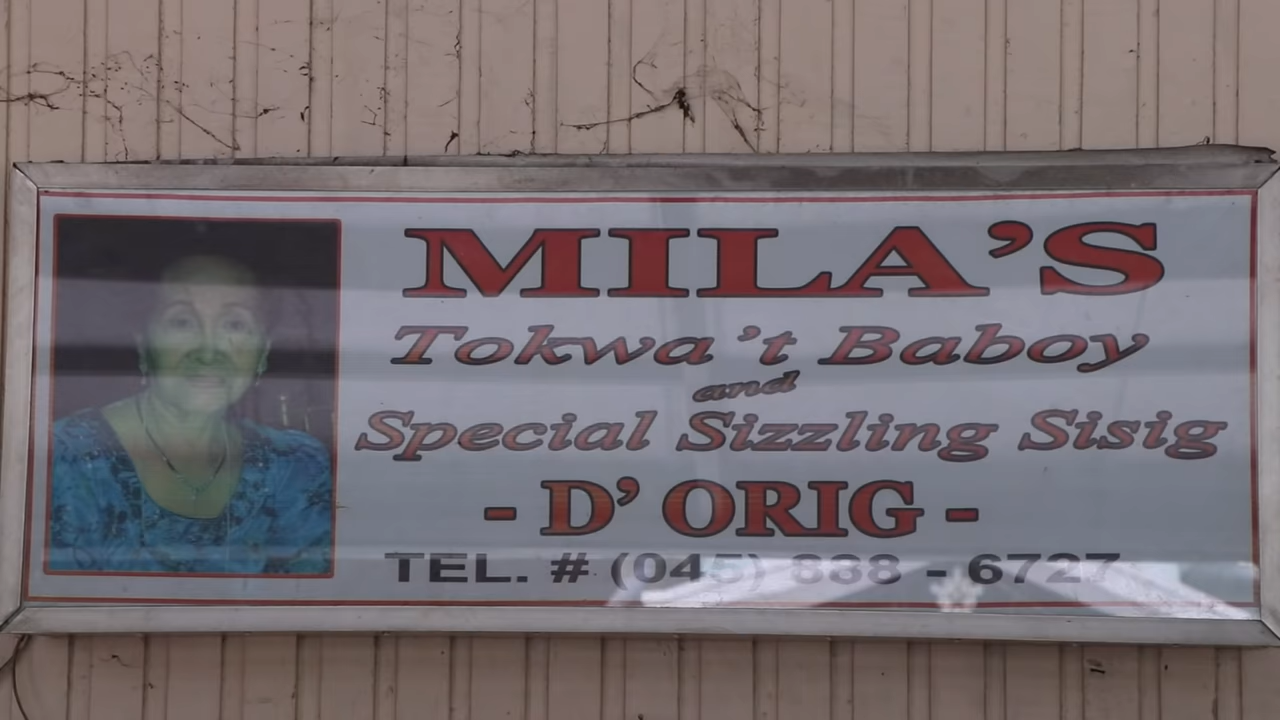 MILA'S
Tokwa't Baboy
and
Special Sizzling Sisig
- D' ORIG -
TEL. # (045) 888 - 6727